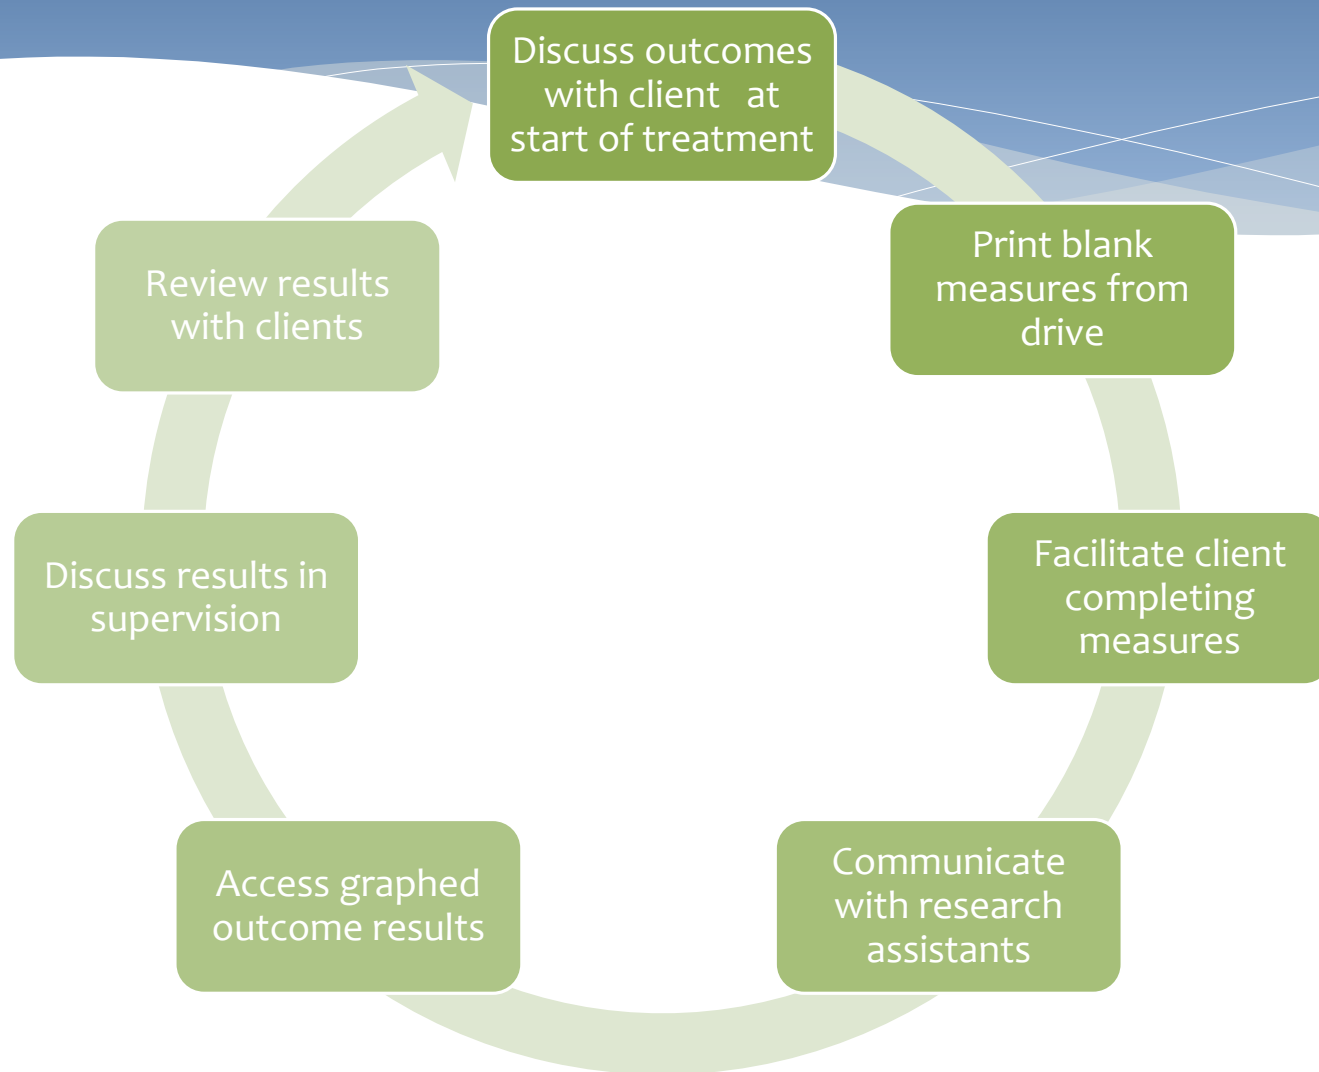 Discuss outcomes
with client at
start of treatment
Print blank
measures from
drive
Facilitate client
completing
measures
Communicate
with research
assistants
Access graphed
outcome results
Discuss results in
supervision
Review results
with clients